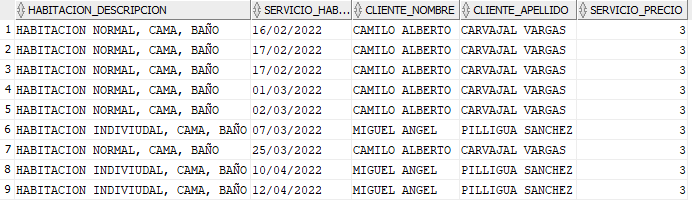 HABITACION_DESCRIPCION SERVICIO_HAB... CLIENTE_NOMBRE CLIENTE_APELLIDO SERVICIO_PRECIO
1 HABITACION NORMAL, CAMA, BAÑO 16/02/2022 CAMILO ALBERTO CARVAJAL VARGAS 3
2 HABITACION NORMAL, CAMA, BAÑO 17/02/2022 CAMILO ALBERTO CARVAJAL VARGAS 3
3 HABITACION NORMAL, CAMA, BAÑO 17/02/2022 CAMILO ALBERTO CARVAJAL VARGAS 3
4 HABITACION NORMAL, CAMA, BAÑO 01/03/2022 CAMILO ALBERTO CARVAJAL VARGAS 3
5 HABITACION NORMAL, CAMA, BAÑO 02/03/2022 CAMILO ALBERTO CARVAJAL VARGAS 3
6 HABITACION INDIVIUDAL, CAMA, BAÑO 07/03/2022 MIGUEL ANGEL PILLIGUA SANCHEZ 3
7 HABITACION NORMAL, CAMA, BAÑO 25/03/2022 CAMILO ALBERTO CARVAJAL VARGAS 3
8 HABITACION INDIVIUDAL, CAMA, BAÑO 10/04/2022 MIGUEL ANGEL PILLIGUA SANCHEZ 3
9 HABITACION INDIVIUDAL, CAMA, BAÑO 12/04/2022 MIGUEL ANGEL PILLIGUA SANCHEZ 3